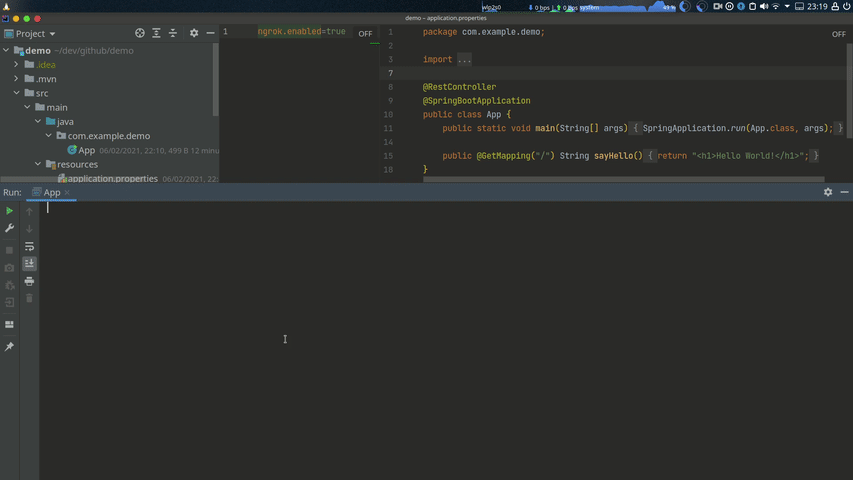 wlp2s0 0 bps 0 Bps system 23:19
demo – application.properties
Project
demo ~/dev/github/demo
.idea
.mvn
src
main
java
com.example.demo
App 06/02/2021, 22:10, 499 B 12 minu
resources
application.properties 06/02/2021, 22:
1 ngrok.enabled=true OFF
1 package com.example.demo; OFF
2
3 import ...
7
8 @RestController
9 @SpringBootApplication
10 public class App {
11 public static void main(String[] args) { SpringApplication.run(App.class, args); }
14
15 public @GetMapping("/") String sayHello() { return "<h1>Hello World!</h1>"; }
18 }
Run: App